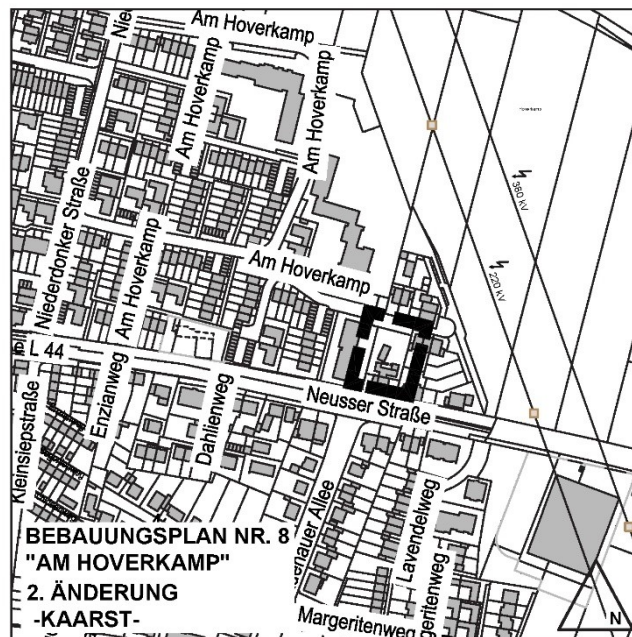 Am Hoverkamp
Am Hoverkamp
Am Hoverkamp
Niederdonker Straße
Am Hoverkamp
Am Hoverkamp
380 kV
220 kV
L 44
Neusser Straße
Kleinsiepstraße
Enzianweg
Dahlienweg
Lavendelweg
Margeritenweg
BEBAUUNGSPLAN NR. 8
"AM HOVERKAMP"
2. ÄNDERUNG
-KAARST-
N